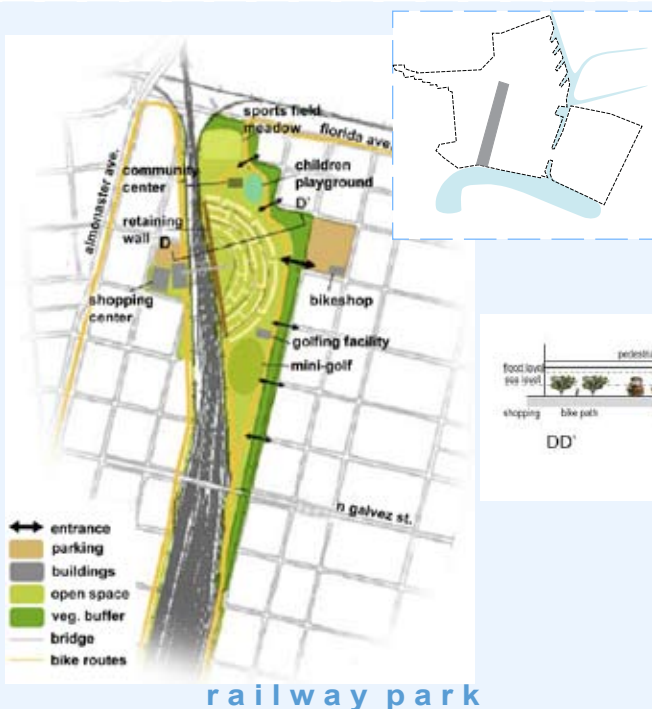 sports field
meadow
florida ave.
almonaster ave.
community
center
children
playground
D'
retaining
wall
D
shopping
center
bikeshop
golfing facility
mini-golf
n galvez st.
entrance
parking
buildings
open space
veg. buffer
bridge
bike routes
pedestria
flood level
sea level
shopping
bike path
DD'
railway park